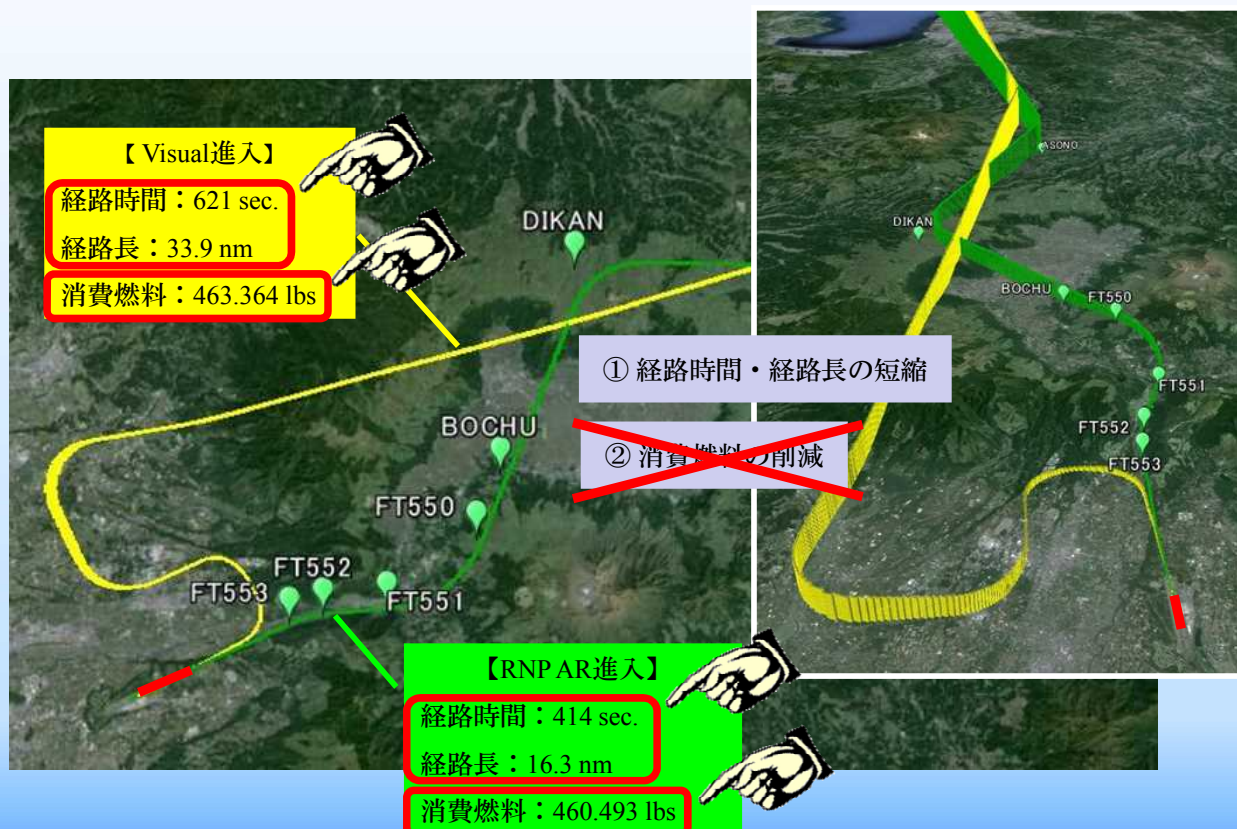 【 Visual進入】
経路時間：621 sec.
経路長：33.9 nm
消費燃料：463.364 lbs
DIKAN
BOCHU
FT550
FT552
FT553
FT551
① 経路時間・経路長の短縮
② 消費燃料の削減
【RNP AR進入】
経路時間：414 sec.
経路長：16.3 nm
消費燃料：460.493 lbs
ASONO
DIKAN
BOCHU
FT550
FT551
FT552
FT553